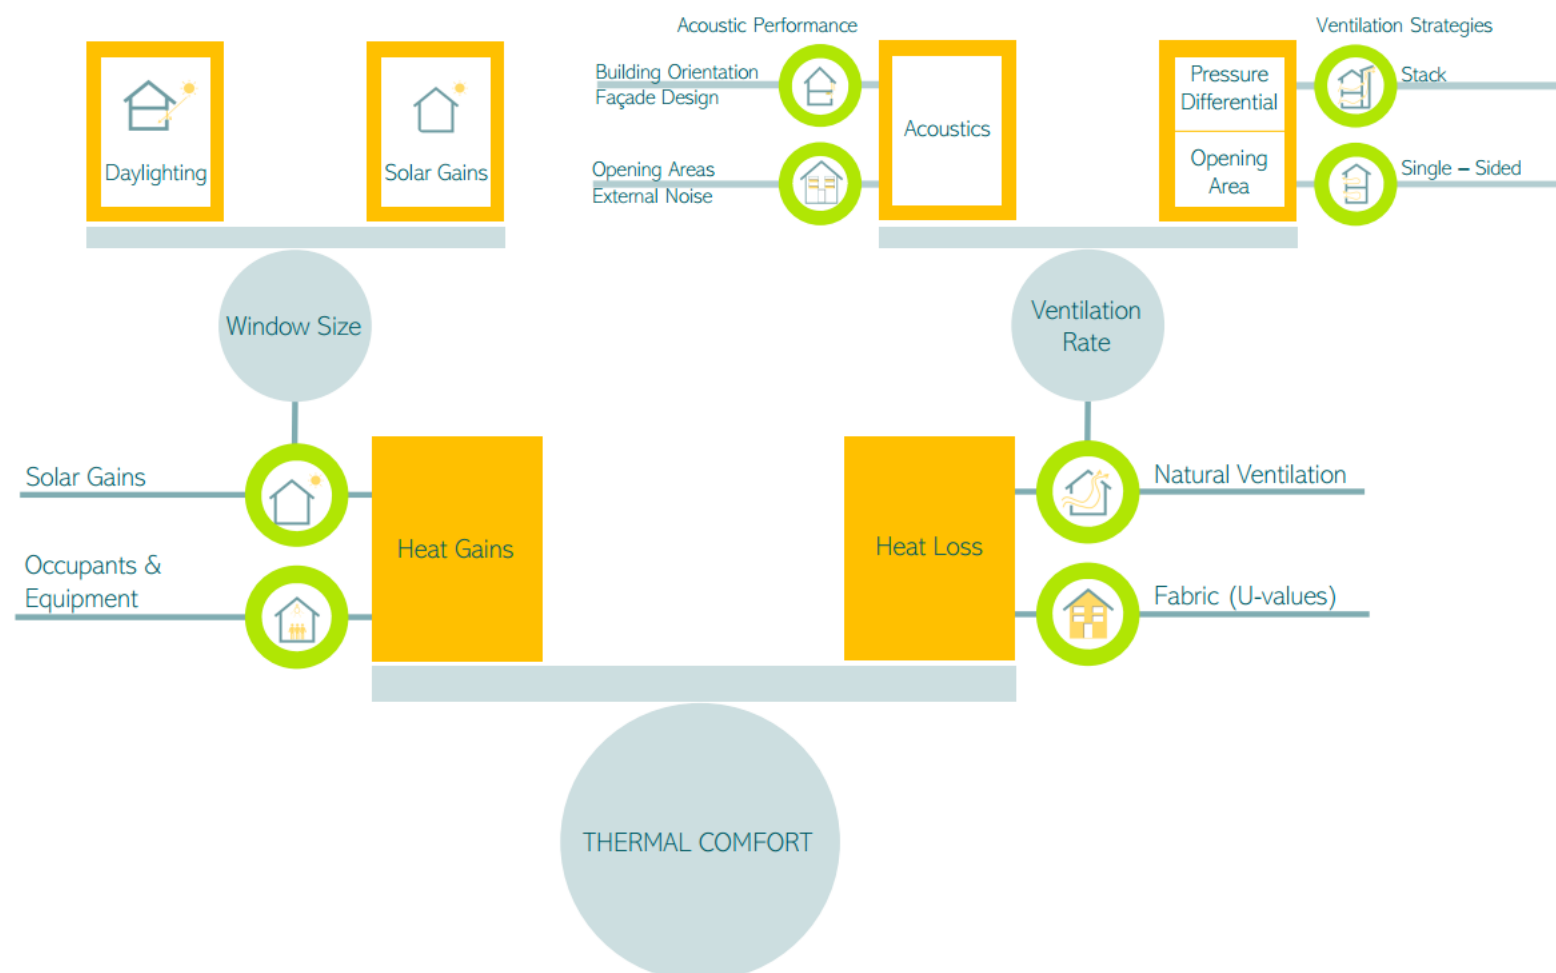 Acoustic Performance
Ventilation Strategies
Daylighting
Solar Gains
Building Orientation
Façade Design
Opening Areas
External Noise
Acoustics
Pressure
Differential
Opening
Area
Stack
Single – Sided
Window Size
Ventilation
Rate
Solar Gains
Occupants &
Equipment
Heat Gains
Heat Loss
Natural Ventilation
Fabric (U-values)
THERMAL COMFORT